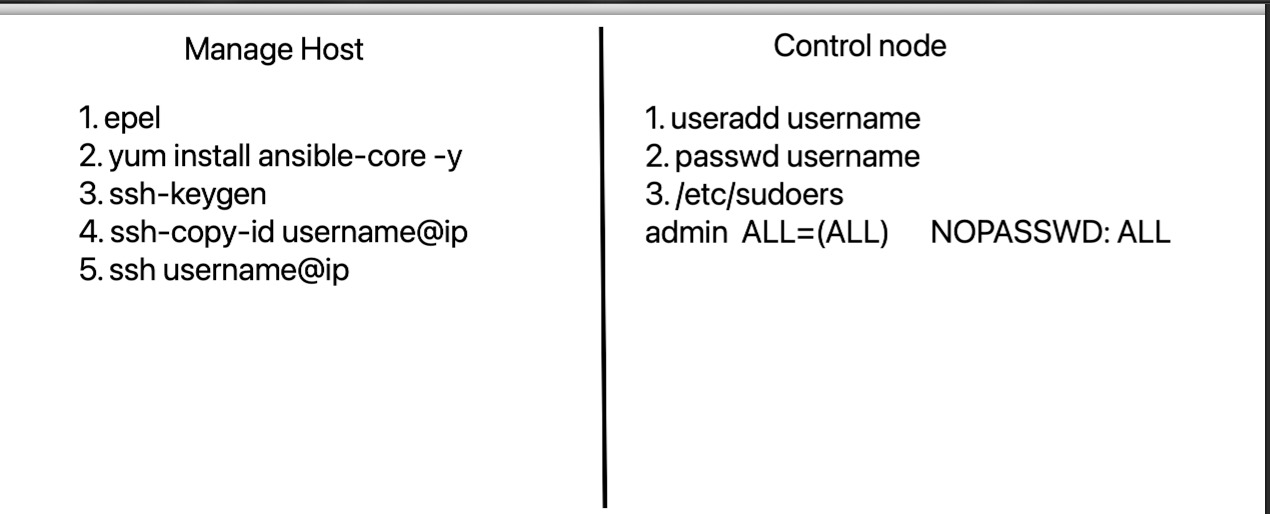 Manage Host
1. epel
2. yum install ansible-core -y
3. ssh-keygen
4. ssh-copy-id username@ip
5. ssh username@ip
Control node
1. useradd username
2. passwd username
3. /etc/sudoers
admin ALL=(ALL) NOPASSWD: ALL